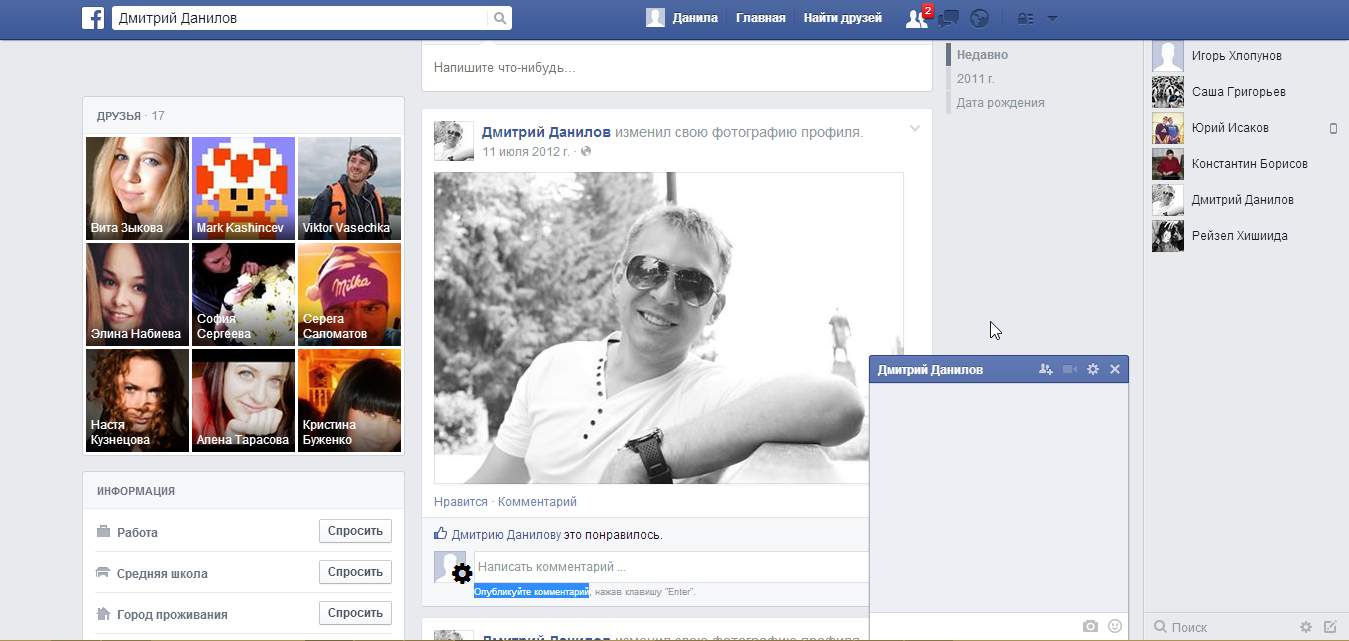 Дмитрий Данилов
Данила
Главная
Найти друзей
2
Напишите что-нибудь...
Недавно
2011 г.
Дата рождения
ДРУЗЬЯ · 17
Вита Зыкова
Mark Kashincev
Viktor Vasechka
Элина Набиева
София
Сергеева
Milka
Серега
Саломатов
Настя
Кузнецова
Алена Тарасова
Кристина
Буженко
ИНФОРМАЦИЯ
Работа
Спросить
Средняя школа
Спросить
Город проживания
Спросить
Дмитрий Данилов изменил свою фотографию профиля.
11 июля 2012 г. ·
Нравится · Комментарий
Дмитрию Данилову это понравилось.
Написать комментарий ...
Опубликуйте комментарий, нажав клавишу "Enter".
Дмитрий Данилов изменил свою фотографию профиля.
Дмитрий Данилов
Игорь Хлопунов
Саша Григорьев
Юрий Исаков
Константин Борисов
Дмитрий Данилов
Рейзел Хишиида
Поиск